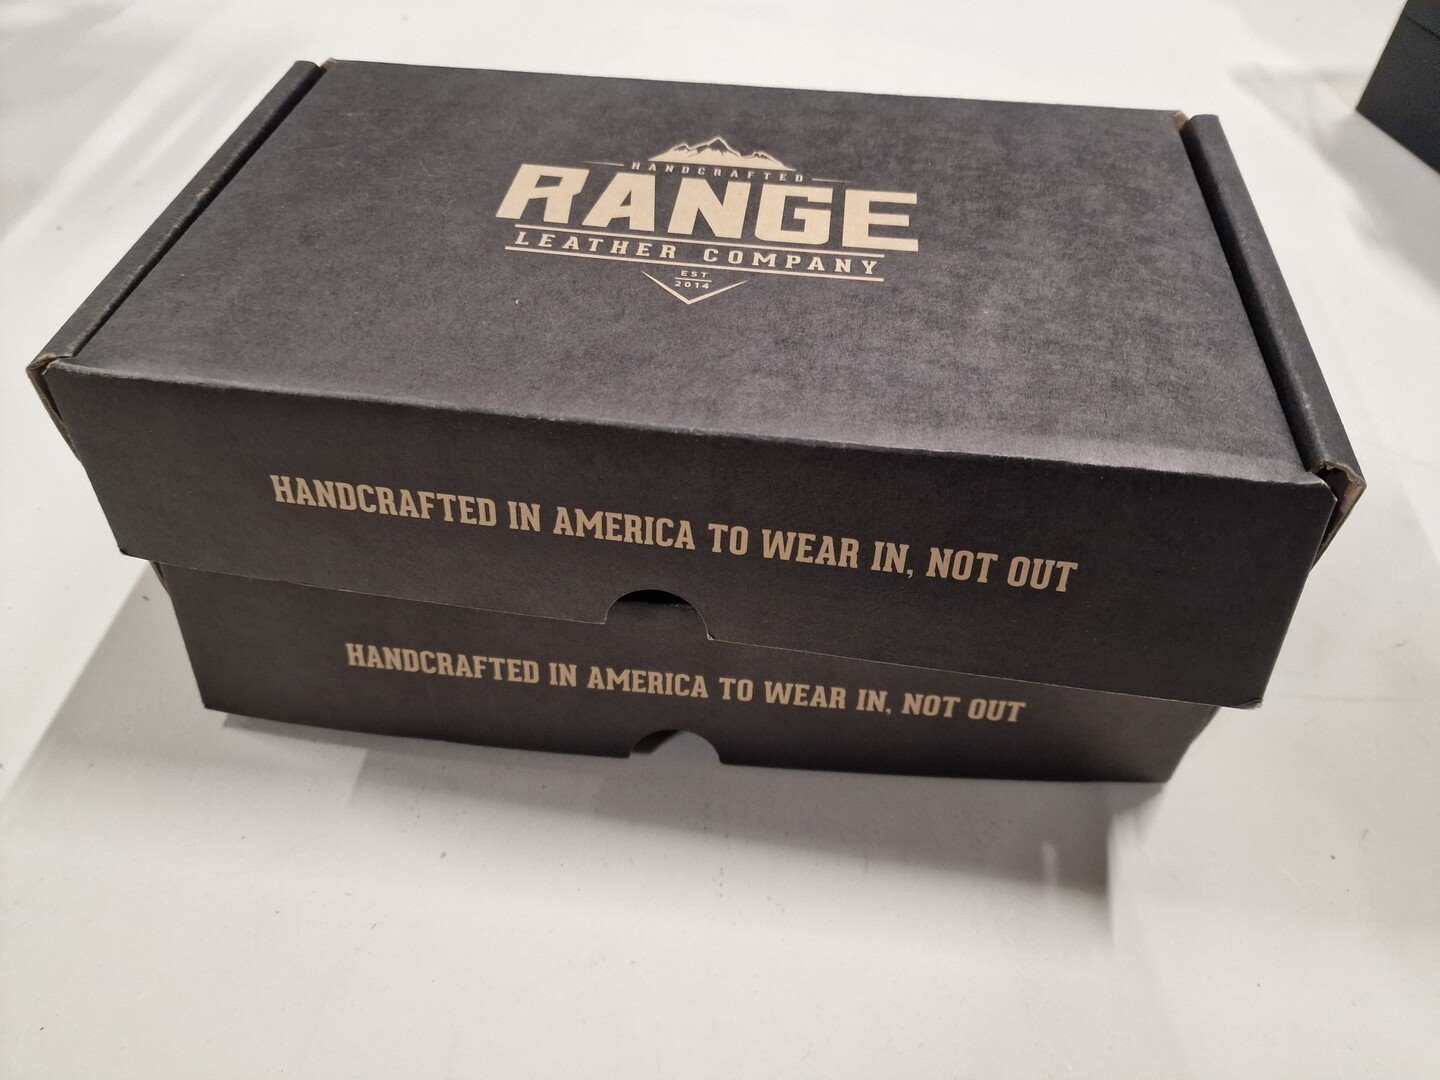 HANDCRAFTED
RANGE
LEATHER COMPANY
EST
2014
HANDCRAFTED IN AMERICA TO WEAR IN, NOT OUT
HANDCRAFTED IN AMERICA TO WEAR IN, NOT OUT